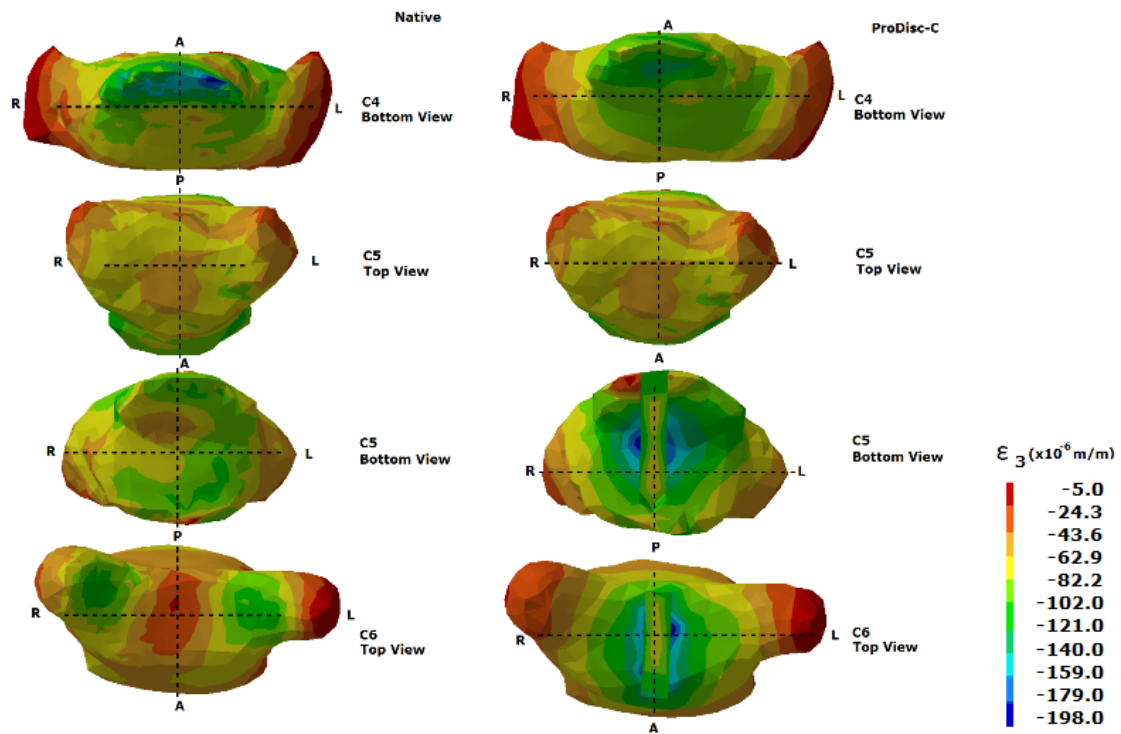 Native
ProDisc-C
A
R
L
C4
Bottom View
P
A
R
L
C4
Bottom View
R
L
C5
Top View
A
P
R
L
C5
Top View
A
R
L
C5
Bottom View
P
R
L
C5
Bottom View
P
R
L
C6
Top View
A
R
L
C6
Top View
A
ε 3 (x10⁻⁶ m/m)
-5.0
-24.3
-43.6
-62.9
-82.2
-102.0
-121.0
-140.0
-159.0
-179.0
-198.0